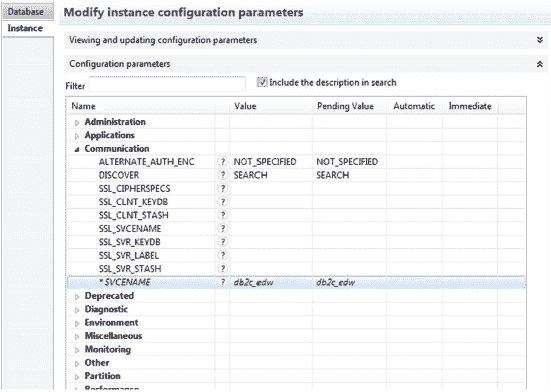 Database
Instance
Modify instance configuration parameters
Viewing and updating configuration parameters
Configuration parameters
Filter
Include the description in search
Name Value Pending Value Automatic Immediate
Administration
Applications
Communication
ALTERNATE_AUTH_ENC ? NOT_SPECIFIED NOT_SPECIFIED
DISCOVER ? SEARCH SEARCH
SSL_CIPHERSPECS ?
SSL_CLNT_KEYDB ?
SSL_CLNT_STASH ?
SSL_SVCENAME ?
SSL_SVR_KEYDB ?
SSL_SVR_LABEL ?
SSL_SVR_STASH ?
* SVCENAME ? db2c_edw db2c_edw
Deprecated
Diagnostic
Environment
Miscellaneous
Monitoring
Other
Partition
Performance